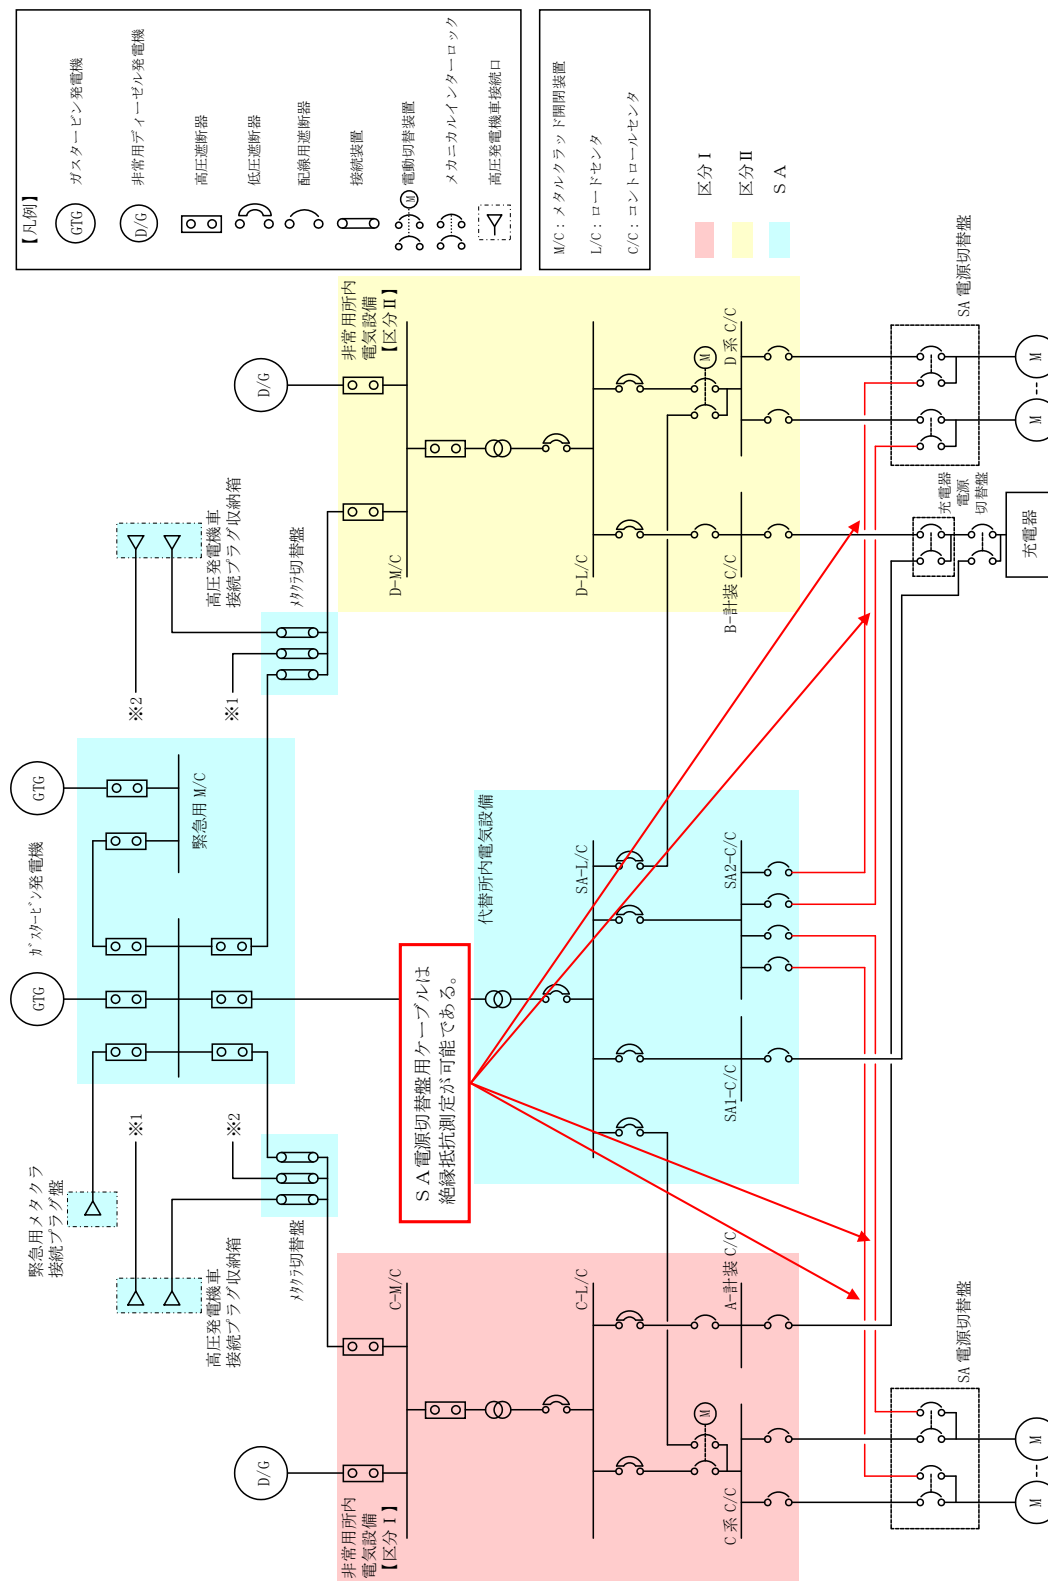 【凡例】
GTG
ガスタービン発電機
D/G
非常用ディーゼル発電機
高圧遮断器
低圧遮断器
配線用遮断器
接続装置
M
電動切替装置
メカニカルインターロック
高圧発電機車接続口
M/C：メタルクラッド開閉装置
L/C：ロードセンタ
C/C：コントロールセンタ
区分Ⅰ
区分Ⅱ
ＳＡ
緊急用メタクラ
接続プラグ盤
GTG
ｶﾞｽﾀｰﾋﾞﾝ発電機
GTG
緊急用 M/C
※1
※2
高圧発電機車
接続プラグ収納箱
ﾒﾀｸﾗ切替盤
※2
※1
高圧発電機車
接続プラグ収納箱
ﾒﾀｸﾗ切替盤
D/G
D/G
非常用所内
電気設備
【区分Ⅰ】
C-M/C
C-L/C
M
C 系 C/C
A-計装 C/C
ＳＡ電源切替盤用ケーブルは
絶縁抵抗測定が可能である。
代替所内電気設備
SA-L/C
SA1-C/C
SA2-C/C
非常用所内
電気設備
【区分Ⅱ】
D-M/C
D-L/C
M
B-計装 C/C
D 系 C/C
SA 電源切替盤
M
M
充電器
電源
切替盤
充電器
SA 電源切替盤
M
M